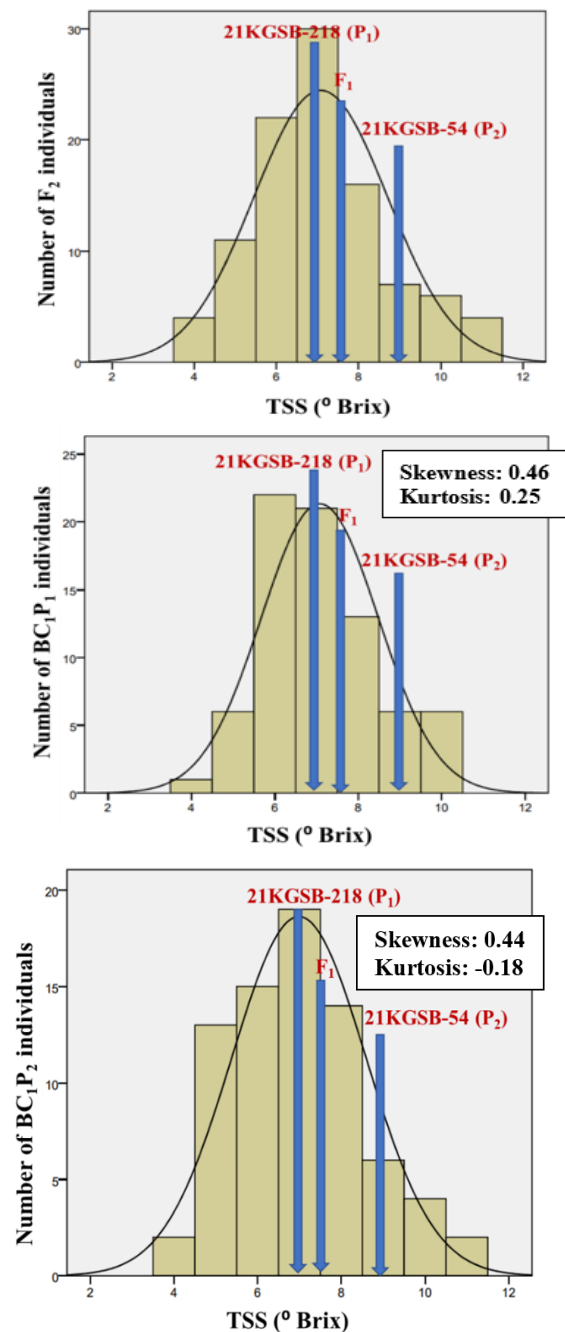 21KGSB-218 (P₁)
F₁
21KGSB-54 (P₂)
Number of F₂ individuals
30
20
10
0
2 4 6 8 10 12
TSS (⁰ Brix)
21KGSB-218 (P₁)
Skewness: 0.46
Kurtosis: 0.25
F₁
21KGSB-54 (P₂)
Number of BC₁P₁ individuals
25
20
15
10
5
0
2 4 6 8 10 12
TSS (⁰ Brix)
21KGSB-218 (P₁)
Skewness: 0.44
Kurtosis: -0.18
F₁
21KGSB-54 (P₂)
Number of BC₁P₂ individuals
20
15
10
5
0
2 4 6 8 10 12
TSS (⁰ Brix)